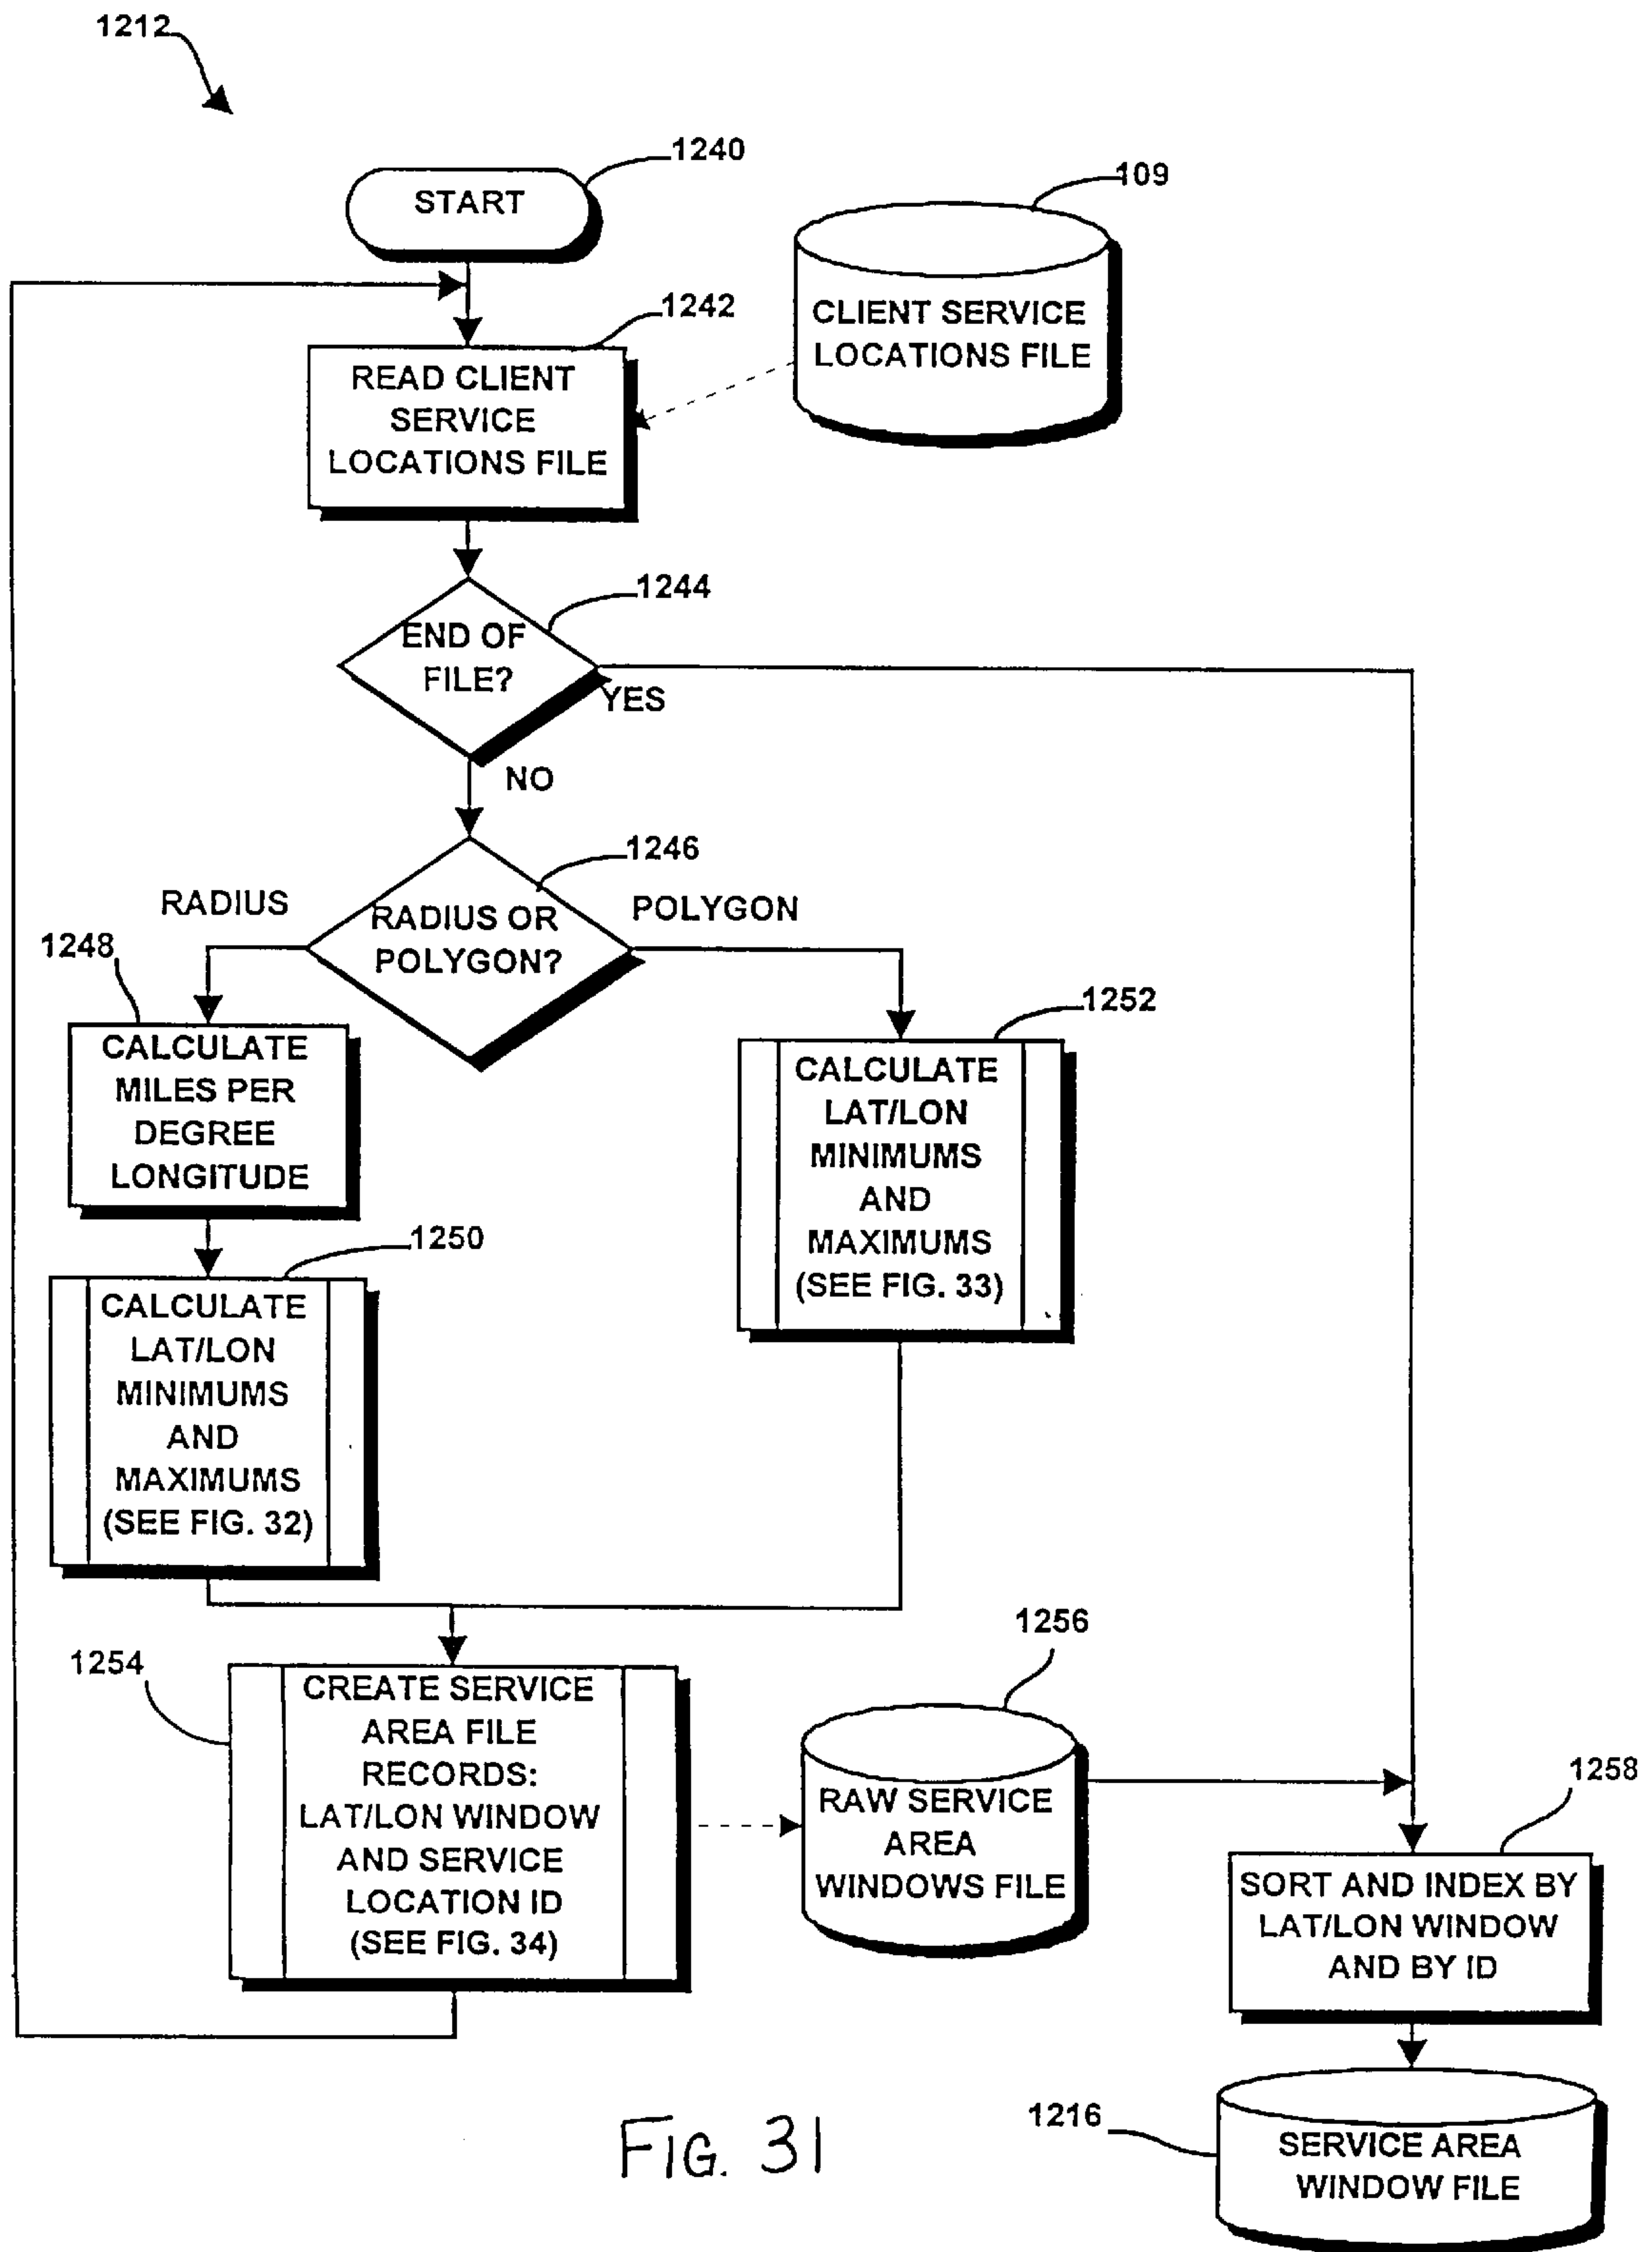 1212
1240
START
109
CLIENT SERVICE
LOCATIONS FILE
1242
READ CLIENT
SERVICE
LOCATIONS FILE
1244
END OF
FILE?
YES
NO
1246
RADIUS
RADIUS OR
POLYGON?
POLYGON
1248
CALCULATE
MILES PER
DEGREE
LONGITUDE
1252
CALCULATE
LAT/LON
MINIMUMS
AND
MAXIMUMS
(SEE FIG. 33)
1250
CALCULATE
LAT/LON
MINIMUMS
AND
MAXIMUMS
(SEE FIG. 32)
1254
CREATE SERVICE
AREA FILE
RECORDS:
LAT/LON WINDOW
AND SERVICE
LOCATION ID
(SEE FIG. 34)
1256
RAW SERVICE
AREA
WINDOWS FILE
1258
SORT AND INDEX BY
LAT/LON WINDOW
AND BY ID
1216
SERVICE AREA
WINDOW FILE
FIG. 31